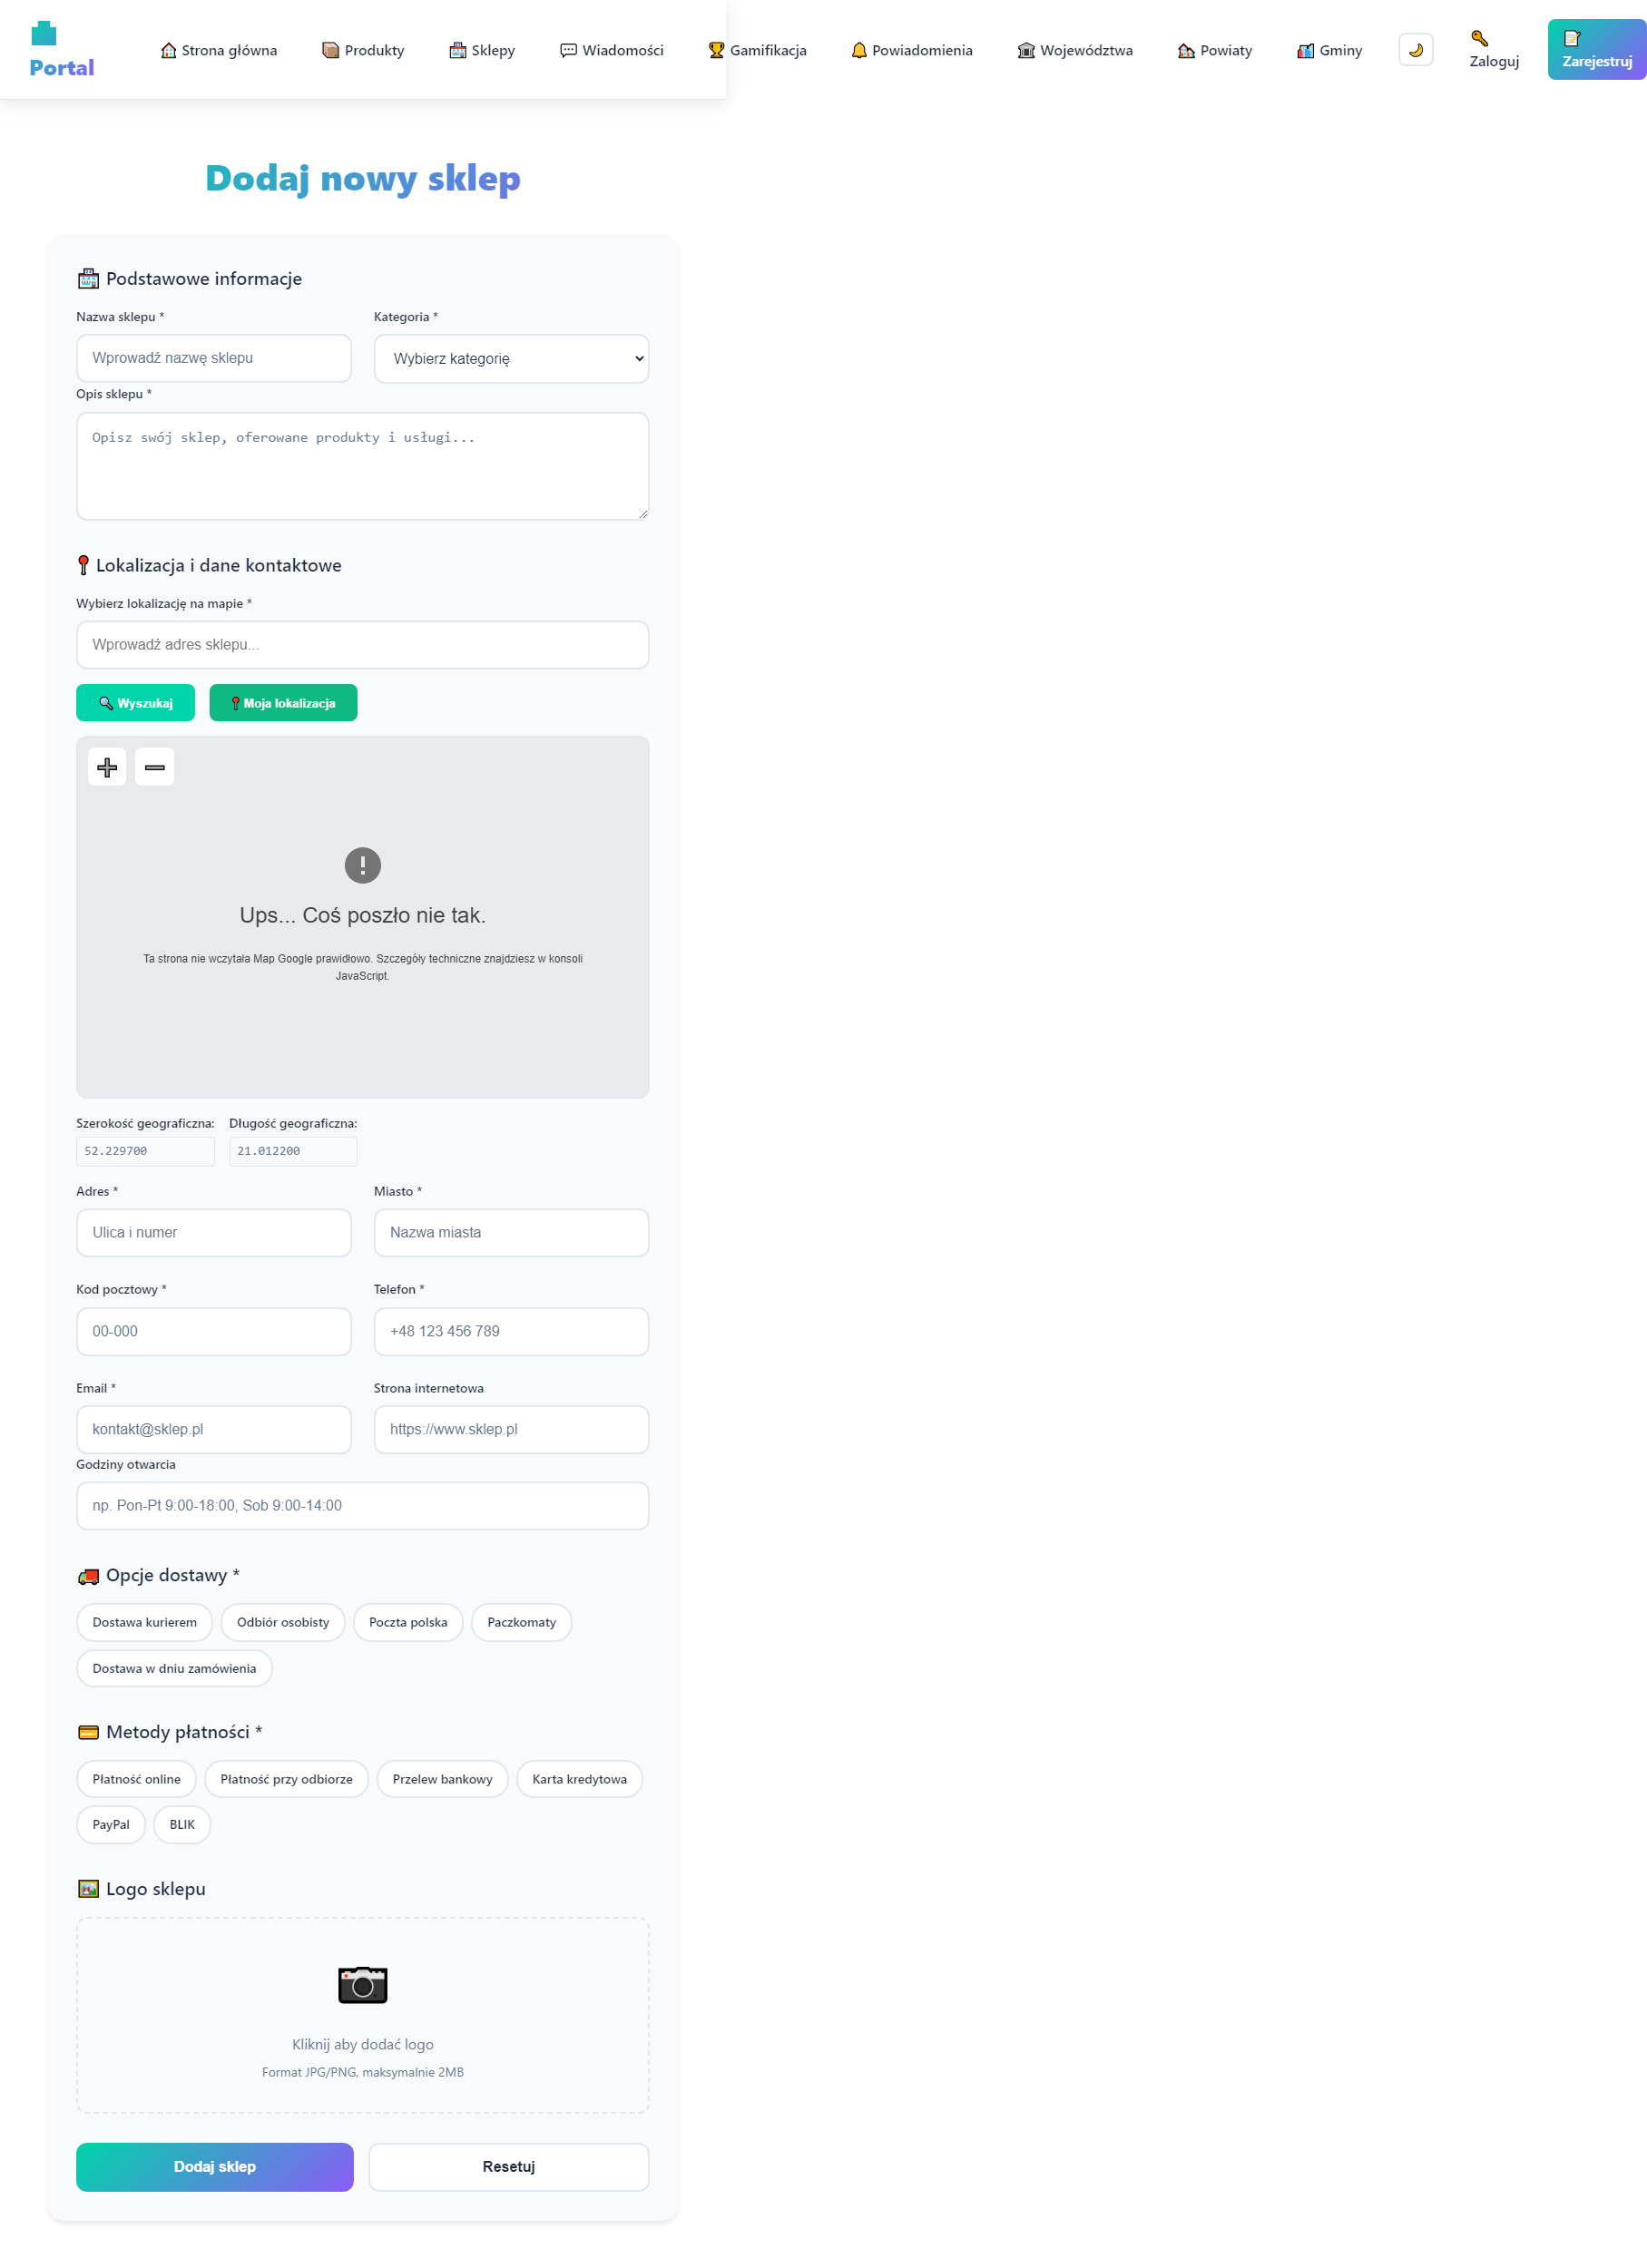 Portal
Strona główna
Produkty
Sklepy
Wiadomości
Gamifikacja
Powiadomienia
Województwa
Powiaty
Gminy
Zaloguj
Zarejestruj
Dodaj nowy sklep
Podstawowe informacje
Nazwa sklepu *
Kategoria *
Wprowadź nazwę sklepu
Wybierz kategorię
Opis sklepu *
Opisz swój sklep, oferowane produkty i usługi...
Lokalizacja i dane kontaktowe
Wybierz lokalizację na mapie *
Wprowadź adres sklepu...
Wyszukaj
Moja lokalizacja
Ups... Coś poszło nie tak.
Ta strona nie wczytała Map Google prawidłowo. Szczegóły techniczne znajdziesz w konsoli
JavaScript.
Szerokość geograficzna:
Długość geograficzna:
52.229700
21.012200
Adres *
Miasto *
Ulica i numer
Nazwa miasta
Kod pocztowy *
Telefon *
00-000
+48 123 456 789
Email *
Strona internetowa
kontakt@sklep.pl
https://www.sklep.pl
Godziny otwarcia
np. Pon-Pt 9:00-18:00, Sob 9:00-14:00
Opcje dostawy *
Dostawa kurierem
Odbiór osobisty
Poczta polska
Paczkomaty
Dostawa w dniu zamówienia
Metody płatności *
Płatność online
Płatność przy odbiorze
Przelew bankowy
Karta kredytowa
PayPal
BLIK
Logo sklepu
Kliknij aby dodać logo
Format JPG/PNG, maksymalnie 2MB
Dodaj sklep
Resetuj